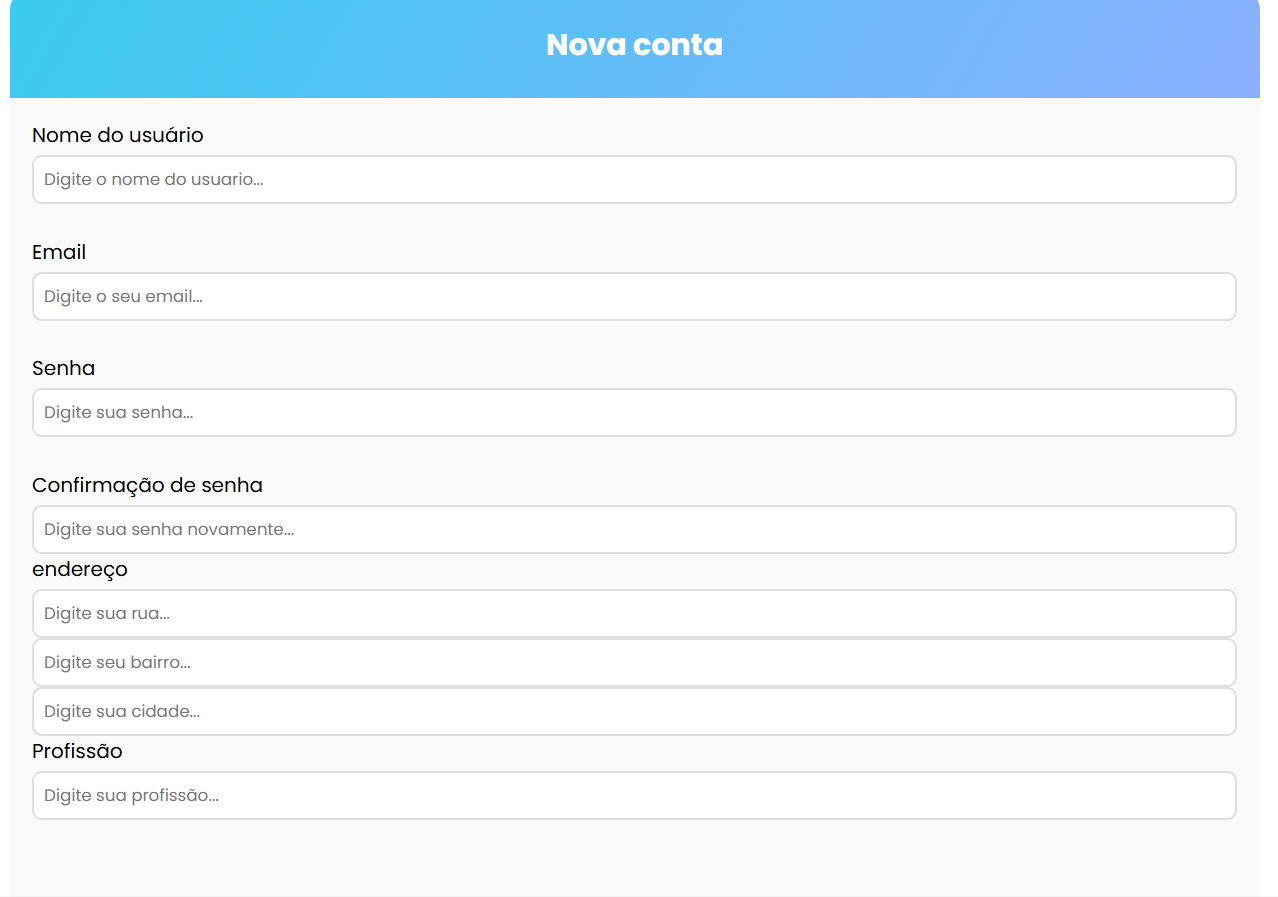 Nova conta
Nome do usuário
Digite o nome do usuario...
Email
Digite o seu email...
Senha
Digite sua senha...
Confirmação de senha
Digite sua senha novamente...
endereço
Digite sua rua...
Digite seu bairro...
Digite sua cidade...
Profissão
Digite sua profissão...